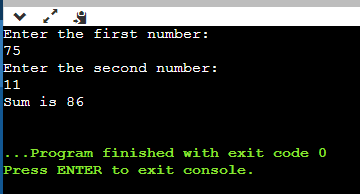 Enter the first number:
75
Enter the second number:
11
Sum is 86
...Program finished with exit code 0
Press ENTER to exit console.